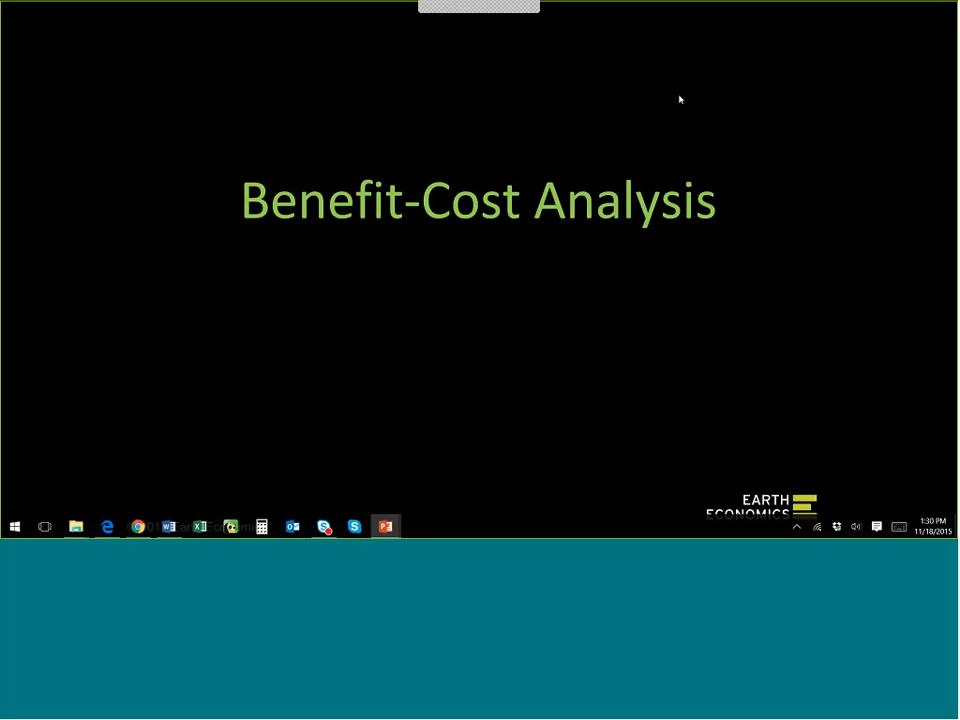 Benefit-Cost Analysis
EARTH
ECONOMICS
1:30 PM
11/18/2015